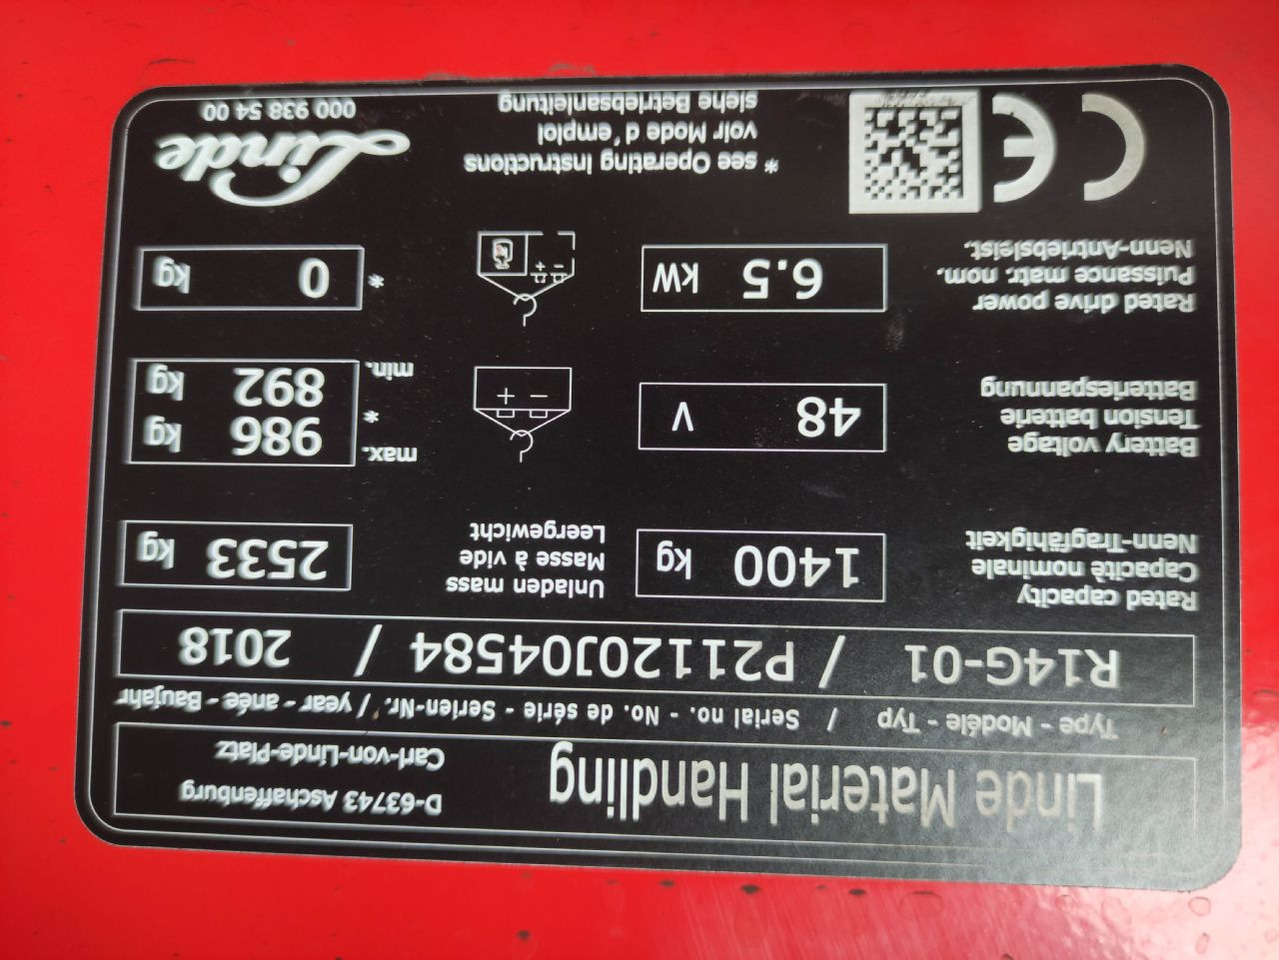 Linde Material Handling
Carl-von-Linde-Platz
D-63743 Aschaffenburg
Type - Modéle - Typ / Serial no. - No. de série - Serien-Nr. / year - anée - Baujahr
R14G-01 / P21120J04584 / 2018
Rated capacity
Capacitè nominale
Nenn-Tragfähigkeit
1400 kg
Unladen mass
Masse à vide
Leergewicht
2533 kg
Battery voltage
Tension batterie
Batteriespannung
48 V
+ -
max. 986 kg
*
min. 892 kg
Rated drive power
Puissance matr. nom.
Nenn-Antriebsleist.
6.5 kW
+ -
* 0 kg
CE
* see Operating Instructions
voir Mode d'emploi
siehe Betriebsanleitung
Linde
000 938 54 00